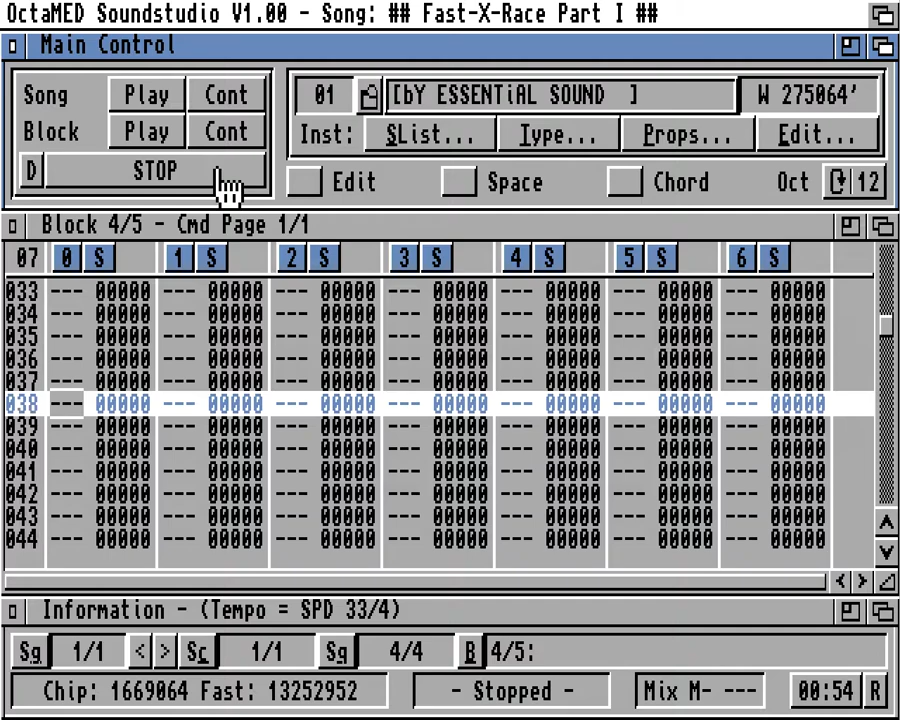 OctaMED Soundstudio V1.00 - Song: ## Fast-X-Race Part I ##
Main Control
Song Play Cont 01 [bY ESSENTiAL SOUND ] W 275064'
Block Play Cont Inst: SList... Type... Props... Edit...
D STOP Edit Space Chord Oct 12
Block 4/5 - Cmd Page 1/1
07 0 S 1 S 2 S 3 S 4 S 5 S 6 S
033 --- 00000 --- 00000 --- 00000 --- 00000 --- 00000 --- 00000 --- 00000
034 --- 00000 --- 00000 --- 00000 --- 00000 --- 00000 --- 00000 --- 00000
035 --- 00000 --- 00000 --- 00000 --- 00000 --- 00000 --- 00000 --- 00000
036 --- 00000 --- 00000 --- 00000 --- 00000 --- 00000 --- 00000 --- 00000
037 --- 00000 --- 00000 --- 00000 --- 00000 --- 00000 --- 00000 --- 00000
038 --- 00000 --- 00000 --- 00000 --- 00000 --- 00000 --- 00000 --- 00000
039 --- 00000 --- 00000 --- 00000 --- 00000 --- 00000 --- 00000 --- 00000
040 --- 00000 --- 00000 --- 00000 --- 00000 --- 00000 --- 00000 --- 00000
041 --- 00000 --- 00000 --- 00000 --- 00000 --- 00000 --- 00000 --- 00000
042 --- 00000 --- 00000 --- 00000 --- 00000 --- 00000 --- 00000 --- 00000
043 --- 00000 --- 00000 --- 00000 --- 00000 --- 00000 --- 00000 --- 00000
044 --- 00000 --- 00000 --- 00000 --- 00000 --- 00000 --- 00000 --- 00000
Information - (Tempo = SPD 33/4)
Sg 1/1 < > Sc 1/1 Sq 4/4 B 4/5:
Chip: 1669064 Fast: 13252952 - Stopped - Mix M- --- 00:54 R